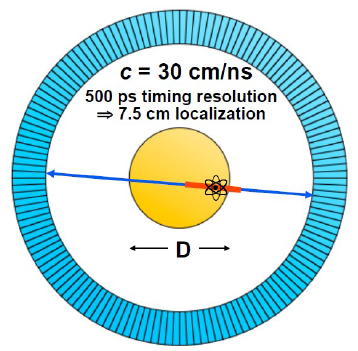 c = 30 cm/ns
500 ps timing resolution
⇒ 7.5 cm localization
D